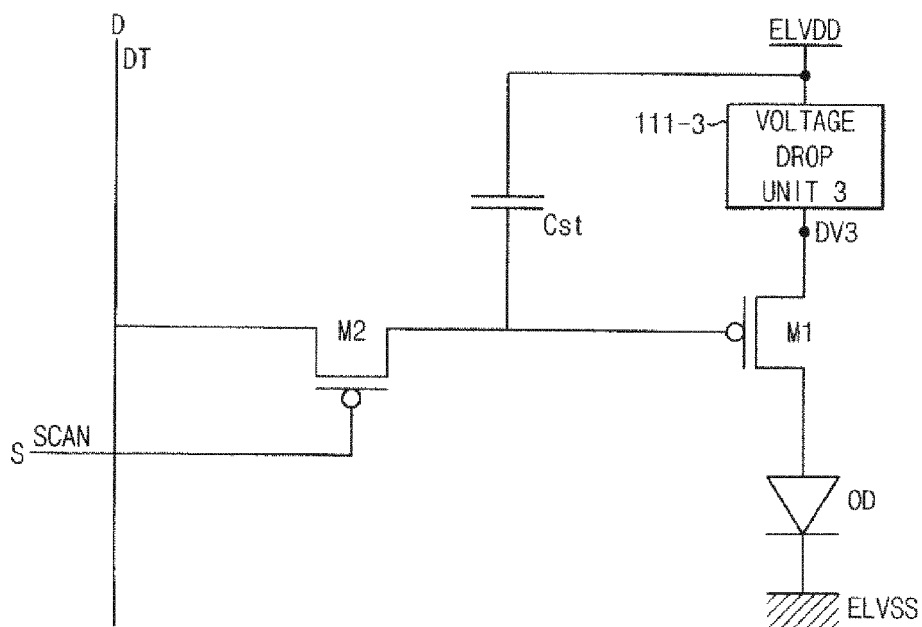 D
DT
ELVDD
111-3
VOLTAGE
DROP
UNIT 3
Cst
DV3
M2
M1
S
SCAN
OD
ELVSS